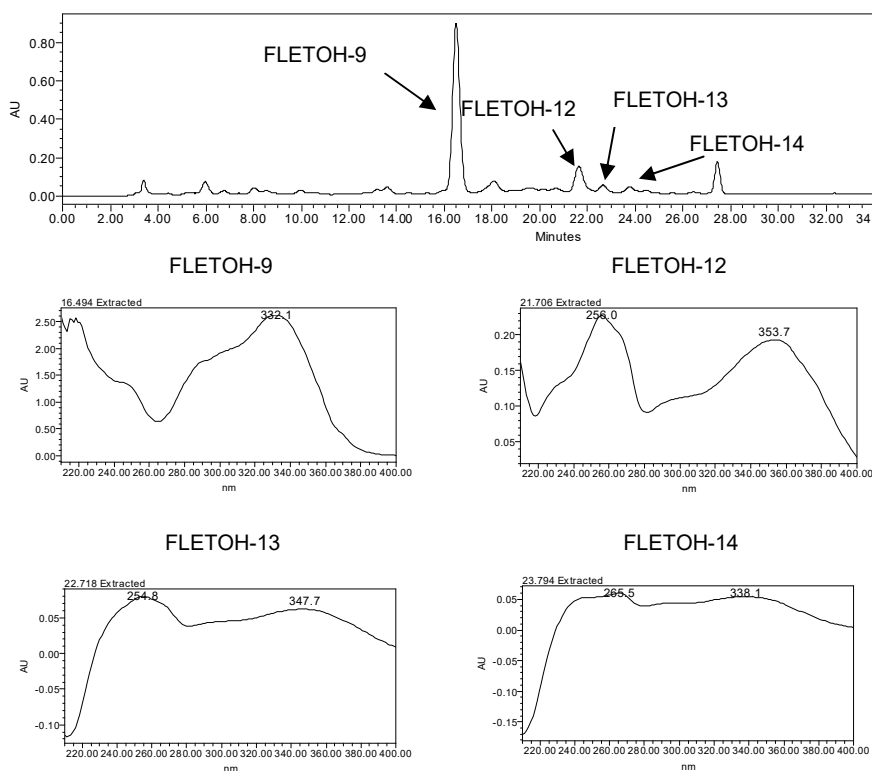 FLETOH-9
FLETOH-12
FLETOH-13
FLETOH-14
AU
0.80
0.60
0.40
0.20
0.00
0.00 2.00 4.00 6.00 8.00 10.00 12.00 14.00 16.00 18.00 20.00 22.00 24.00 26.00 28.00 30.00 32.00 34
Minutes
FLETOH-9
16.494 Extracted
332.1
AU
2.50
2.00
1.50
1.00
0.50
0.00
220.00 240.00 260.00 280.00 300.00 320.00 340.00 360.00 380.00 400.00
nm
FLETOH-12
21.706 Extracted
256.0
353.7
AU
0.20
0.15
0.10
0.05
220.00 240.00 260.00 280.00 300.00 320.00 340.00 360.00 380.00 400.00
nm
FLETOH-13
22.718 Extracted
254.8
347.7
AU
0.05
0.00
-0.05
-0.10
220.00 240.00 260.00 280.00 300.00 320.00 340.00 360.00 380.00 400.00
nm
FLETOH-14
23.794 Extracted
265.5
338.1
AU
0.05
0.00
-0.05
-0.10
-0.15
220.00 240.00 260.00 280.00 300.00 320.00 340.00 360.00 380.00 400.00
nm